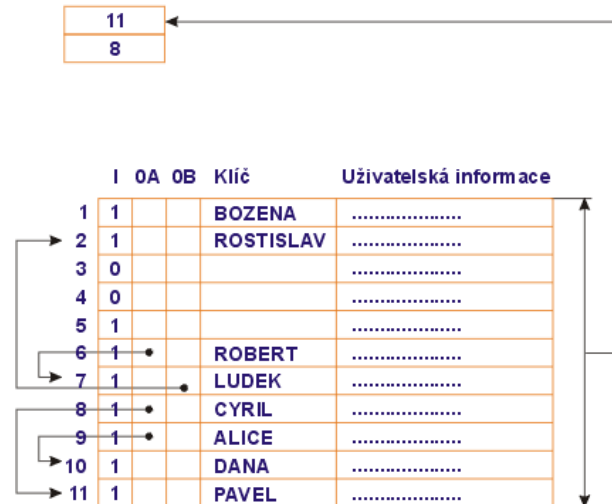 11
8
I 0A 0B Klíč Uživatelská informace
1 1 BOZENA .....................
2 1 ROSTISLAV .....................
3 0 .....................
4 0 .....................
5 1 .....................
6 1 ROBERT .....................
7 1 LUDEK .....................
8 1 CYRIL .....................
9 1 ALICE .....................
10 1 DANA .....................
11 1 PAVEL .....................